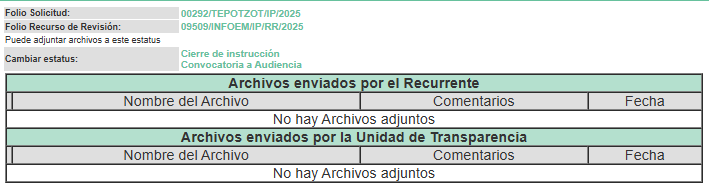 Folio Solicitud: 00292/TEPOTZOT/IP/2025
Folio Recurso de Revisión: 09509/INFOEM/IP/RR/2025
Puede adjuntar archivos a este estatus
Cambiar estatus: Cierre de instrucción
Convocatoria a Audiencia
Archivos enviados por el Recurrente
Nombre del Archivo Comentarios Fecha
No hay Archivos adjuntos
Archivos enviados por la Unidad de Transparencia
Nombre del Archivo Comentarios Fecha
No hay Archivos adjuntos